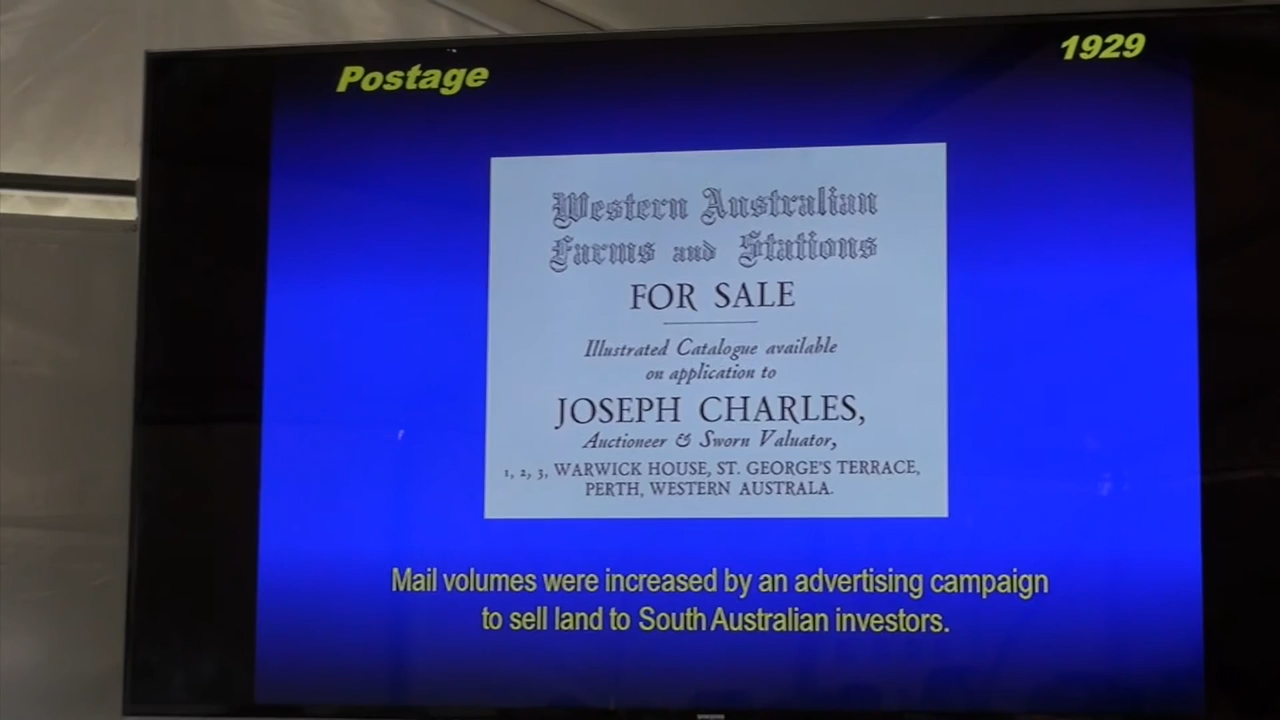 Postage
1929
Western Australian
Farms and Stations
FOR SALE
Illustrated Catalogue available
on application to
JOSEPH CHARLES,
Auctioneer & Sworn Valuator,
1, 2, 3, WARWICK HOUSE, ST. GEORGE'S TERRACE,
PERTH, WESTERN AUSTRALA.
Mail volumes were increased by an advertising campaign
to sell land to South Australian investors.